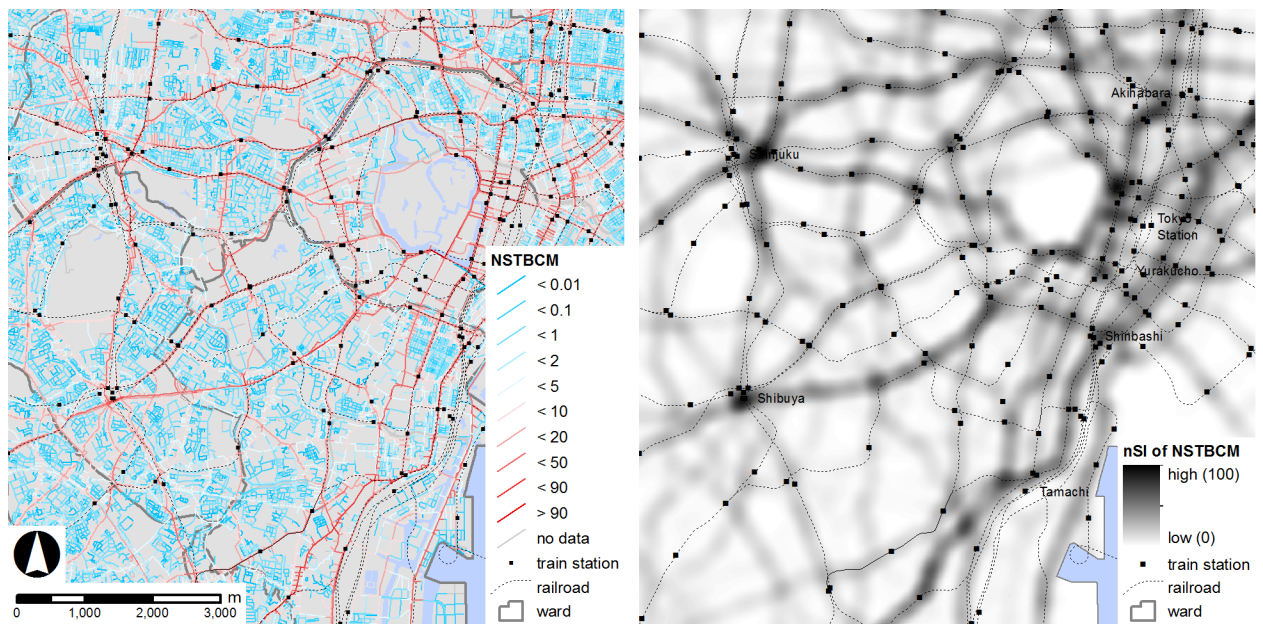 NSTBCM
< 0.01
< 0.1
< 1
< 2
< 5
< 10
< 20
< 50
< 90
> 90
no data
train station
railroad
ward
0 1,000 2,000 3,000 m
Akihabara
Shinjuku
Tokyo
Station
Yurakucho
Shinbashi
Shibuya
Tamachi
nSI of NSTBCM
high (100)
low (0)
train station
railroad
ward